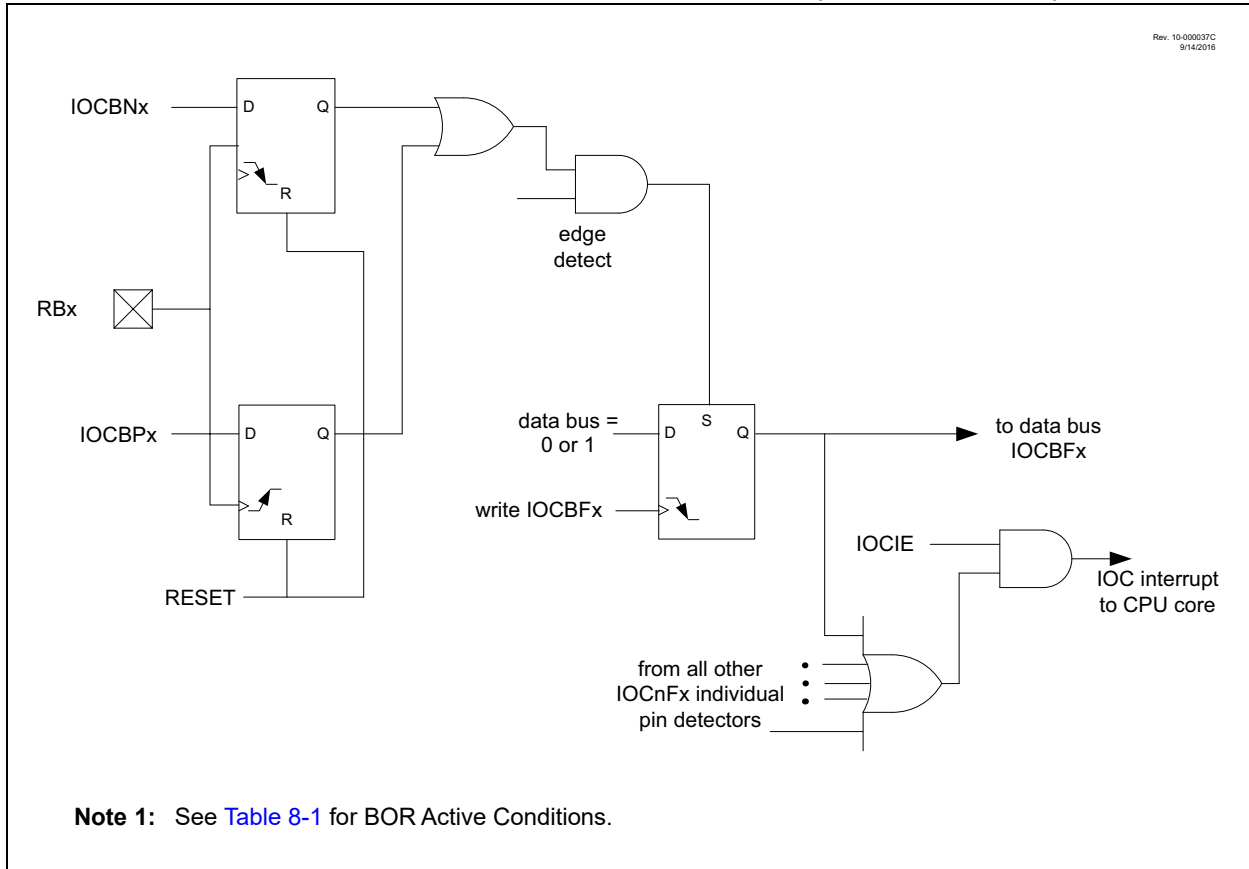 Rev. 10-000037C
9/14/2016
IOCBNx
D
Q
R
edge
detect
RBx
IOCBPx
D
Q
R
RESET
data bus =
0 or 1
D
S
Q
write IOCBFx
to data bus
IOCBFx
IOCIE
IOC interrupt
to CPU core
from all other
IOCnFx individual
pin detectors
Note 1: See Table 8-1 for BOR Active Conditions.